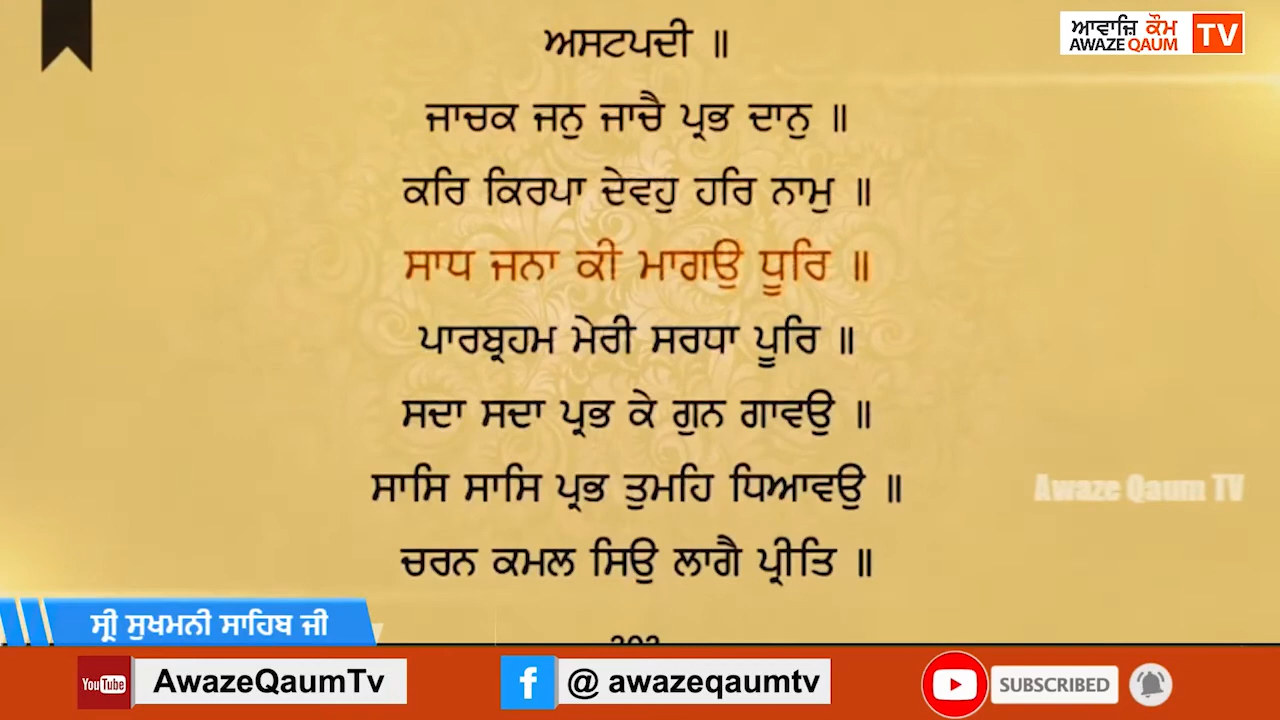 ਆਵਾਜ਼ਿ ਕੌਮ
AWAZE QAUM TV
ਅਸਟਪਦੀ ॥
ਜਾਚਕ ਜਨੁ ਜਾਚੈ ਪ੍ਰਭ ਦਾਨੁ ॥
ਕਰਿ ਕਿਰਪਾ ਦੇਵਹੁ ਹਰਿ ਨਾਮੁ ॥
ਸਾਧ ਜਨਾ ਕੀ ਮਾਗਉ ਧੂਰਿ ॥
ਪਾਰਬ੍ਰਹਮ ਮੇਰੀ ਸਰਧਾ ਪੂਰਿ ॥
ਸਦਾ ਸਦਾ ਪ੍ਰਭ ਕੇ ਗੁਨ ਗਾਵਉ ॥
ਸਾਸਿ ਸਾਸਿ ਪ੍ਰਭ ਤੁਮਹਿ ਧਿਆਵਉ ॥
Awaze Qaum TV
ਚਰਨ ਕਮਲ ਸਿਉ ਲਾਗੈ ਪ੍ਰੀਤਿ ॥
ਸ੍ਰੀ ਸੁਖਮਨੀ ਸਾਹਿਬ ਜੀ
YouTube AwazeQaumTv
f @ awazeqaumtv
SUBSCRIBED